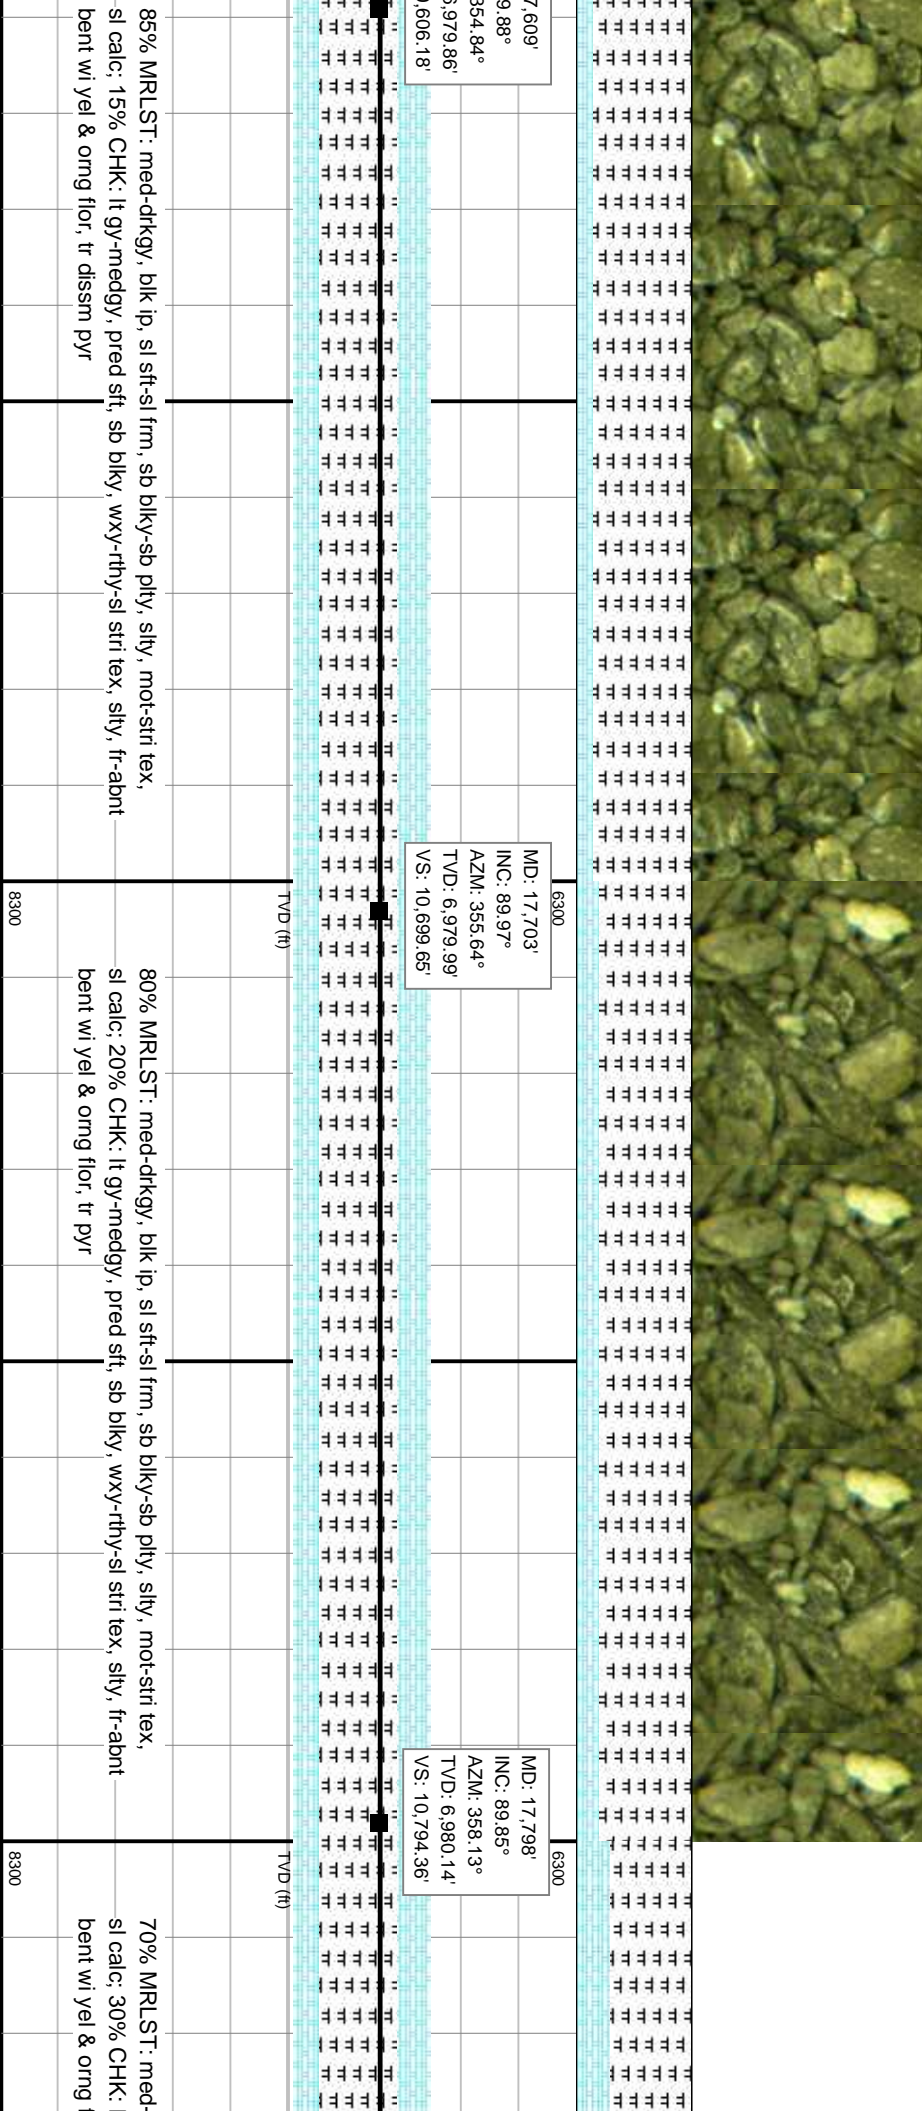 7,609'
9.88°
354.84°
6,979.86'
0,606.18'
85% MRLST: med-drkgy, blk ip, sl sft-sl frm, sb blky-sb plty, slty, mot-stri tex,
sl calc; 15% CHK: lt gy-medgy, pred sft, sb blky, wxy-rthy-sl stri tex, slty, fr-abnt
bent wi yel & orng flor, tr dissm pyr
6300
MD: 17,703'
INC: 89.97°
AZM: 355.64°
TVD: 6,979.99'
VS: 10,699.65'
TVD (ft)
8300
80% MRLST: med-drkgy, blk ip, sl sft-sl frm, sb blky-sb plty, slty, mot-stri tex,
sl calc; 20% CHK: lt gy-medgy, pred sft, sb blky, wxy-rthy-sl stri tex, slty, fr-abnt
bent wi yel & orng flor, tr pyr
6300
MD: 17,798'
INC: 89.85°
AZM: 358.13°
TVD: 6,980.14'
VS: 10,794.36'
TVD (ft)
8300
70% MRLST: med-
sl calc; 30% CHK:
bent wi yel & orng